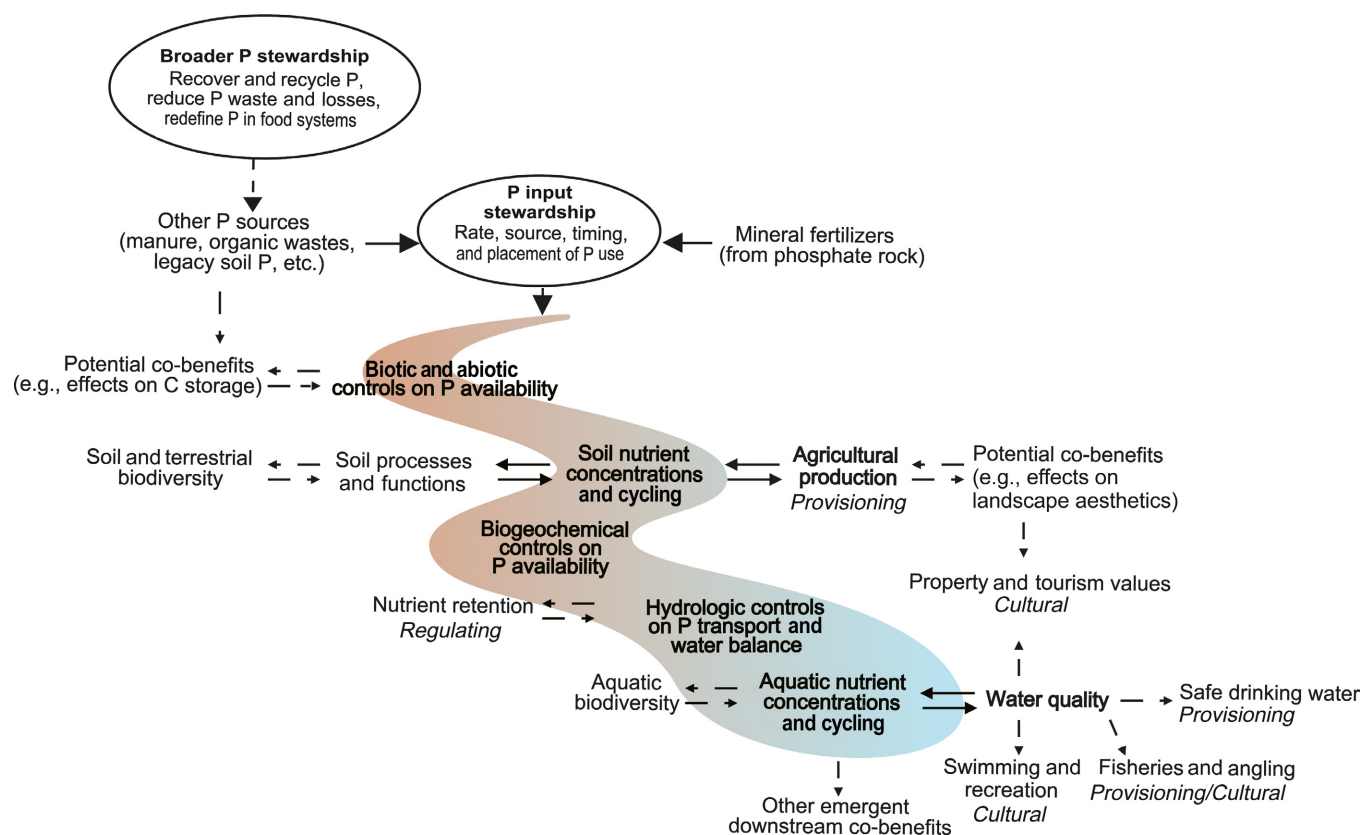 Broader P stewardship
Recover and recycle P,
reduce P waste and losses,
redefine P in food systems
P input
stewardship
Rate, source, timing,
and placement of P use
Other P sources
(manure, organic wastes,
legacy soil P, etc.)
Mineral fertilizers
(from phosphate rock)
Potential co-benefits
(e.g., effects on C storage)
Biotic and abiotic
controls on P availability
Soil and terrestrial
biodiversity
Soil processes
and functions
Soil nutrient
concentrations
and cycling
Agricultural
production
Provisioning
Potential co-benefits
(e.g., effects on
landscape aesthetics)
Biogeochemical
controls on
P availability
Property and tourism values
Cultural
Nutrient retention
Regulating
Hydrologic controls
on P transport and
water balance
Aquatic
biodiversity
Aquatic nutrient
concentrations
and cycling
Water quality
Safe drinking water
Provisioning
Swimming and
recreation
Cultural
Fisheries and angling
Provisioning/Cultural
Other emergent
downstream co-benefits